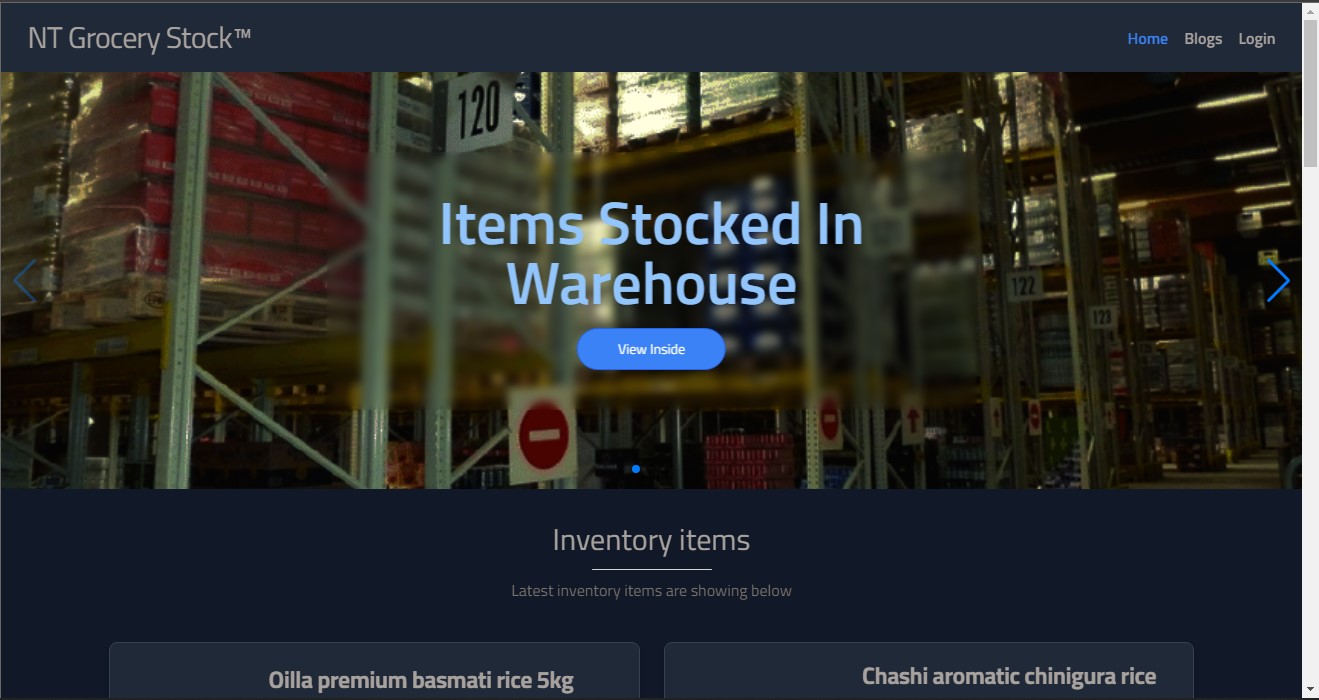 NT Grocery Stock™
Home Blogs Login
120
Items Stocked In
Warehouse
122
123
View Inside
Inventory items
Latest inventory items are showing below
Oilla premium basmati rice 5kg
Chashi aromatic chinigura rice